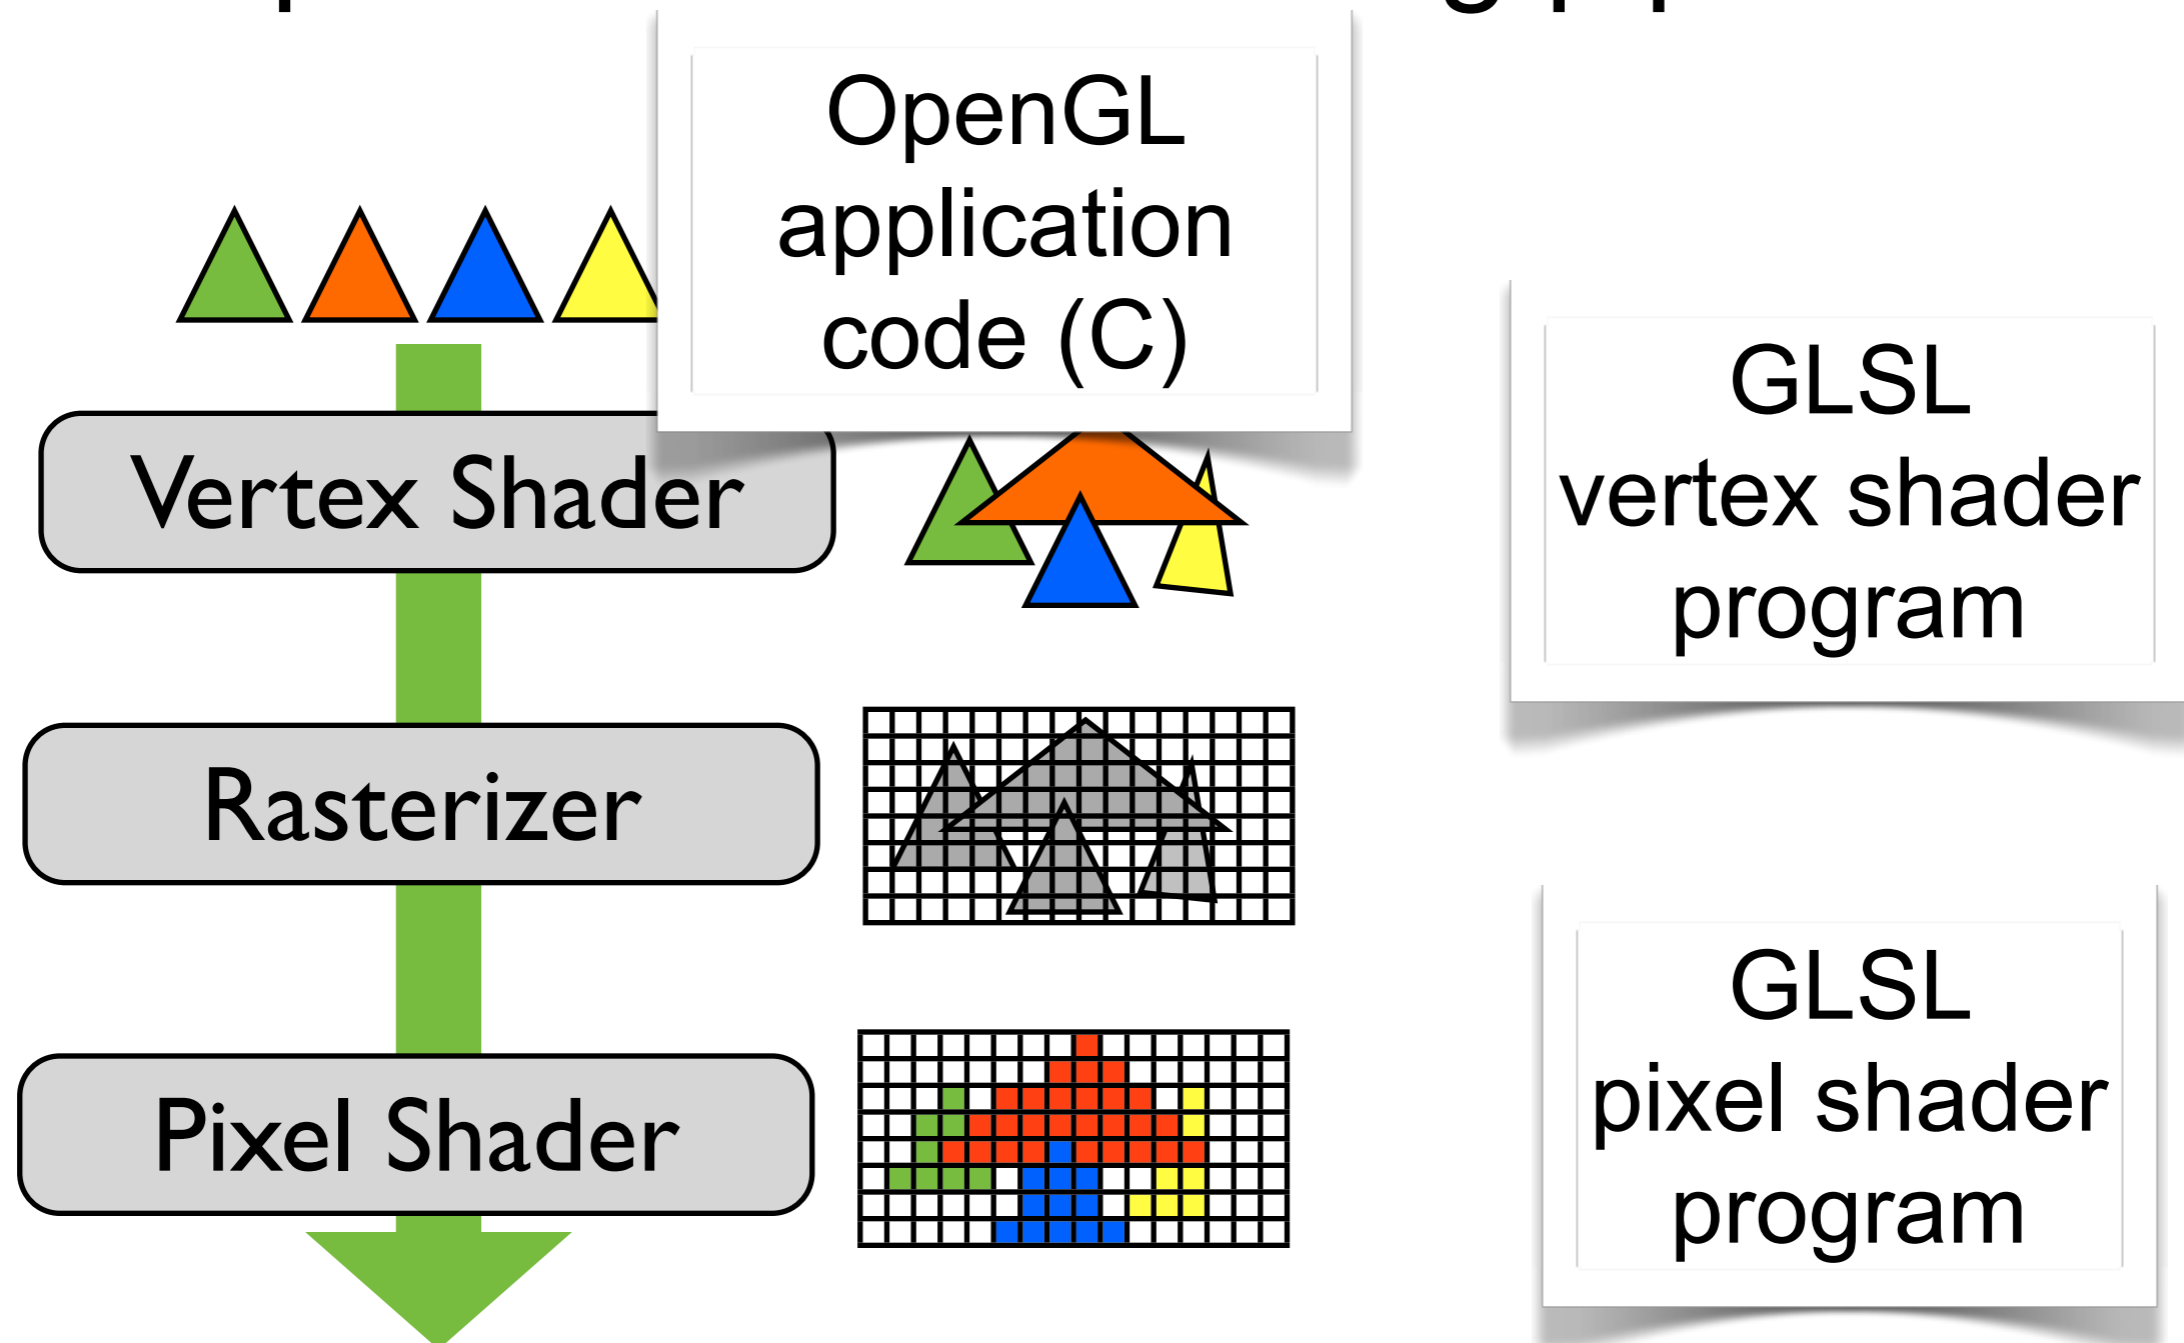 OpenGL
application
code (C)
GLSL
vertex shader
program
Vertex Shader
Rasterizer
GLSL
pixel shader
program
Pixel Shader